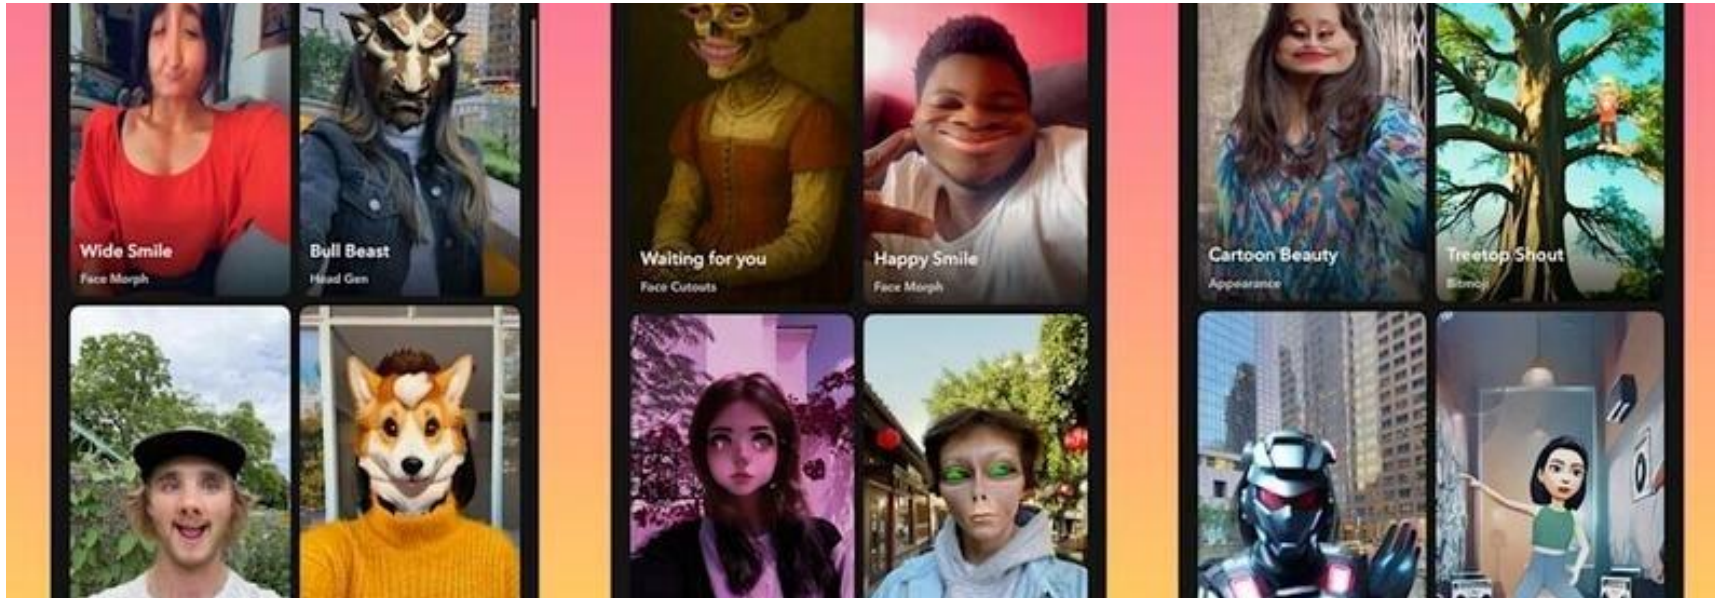 Wide Smile
Face Morph
Bull Beast
Head Gen
Waiting for you
Face Cutouts
Happy Smile
Face Morph
Cartoon Beauty
Appearance
Treetop Shout
Bitmoji